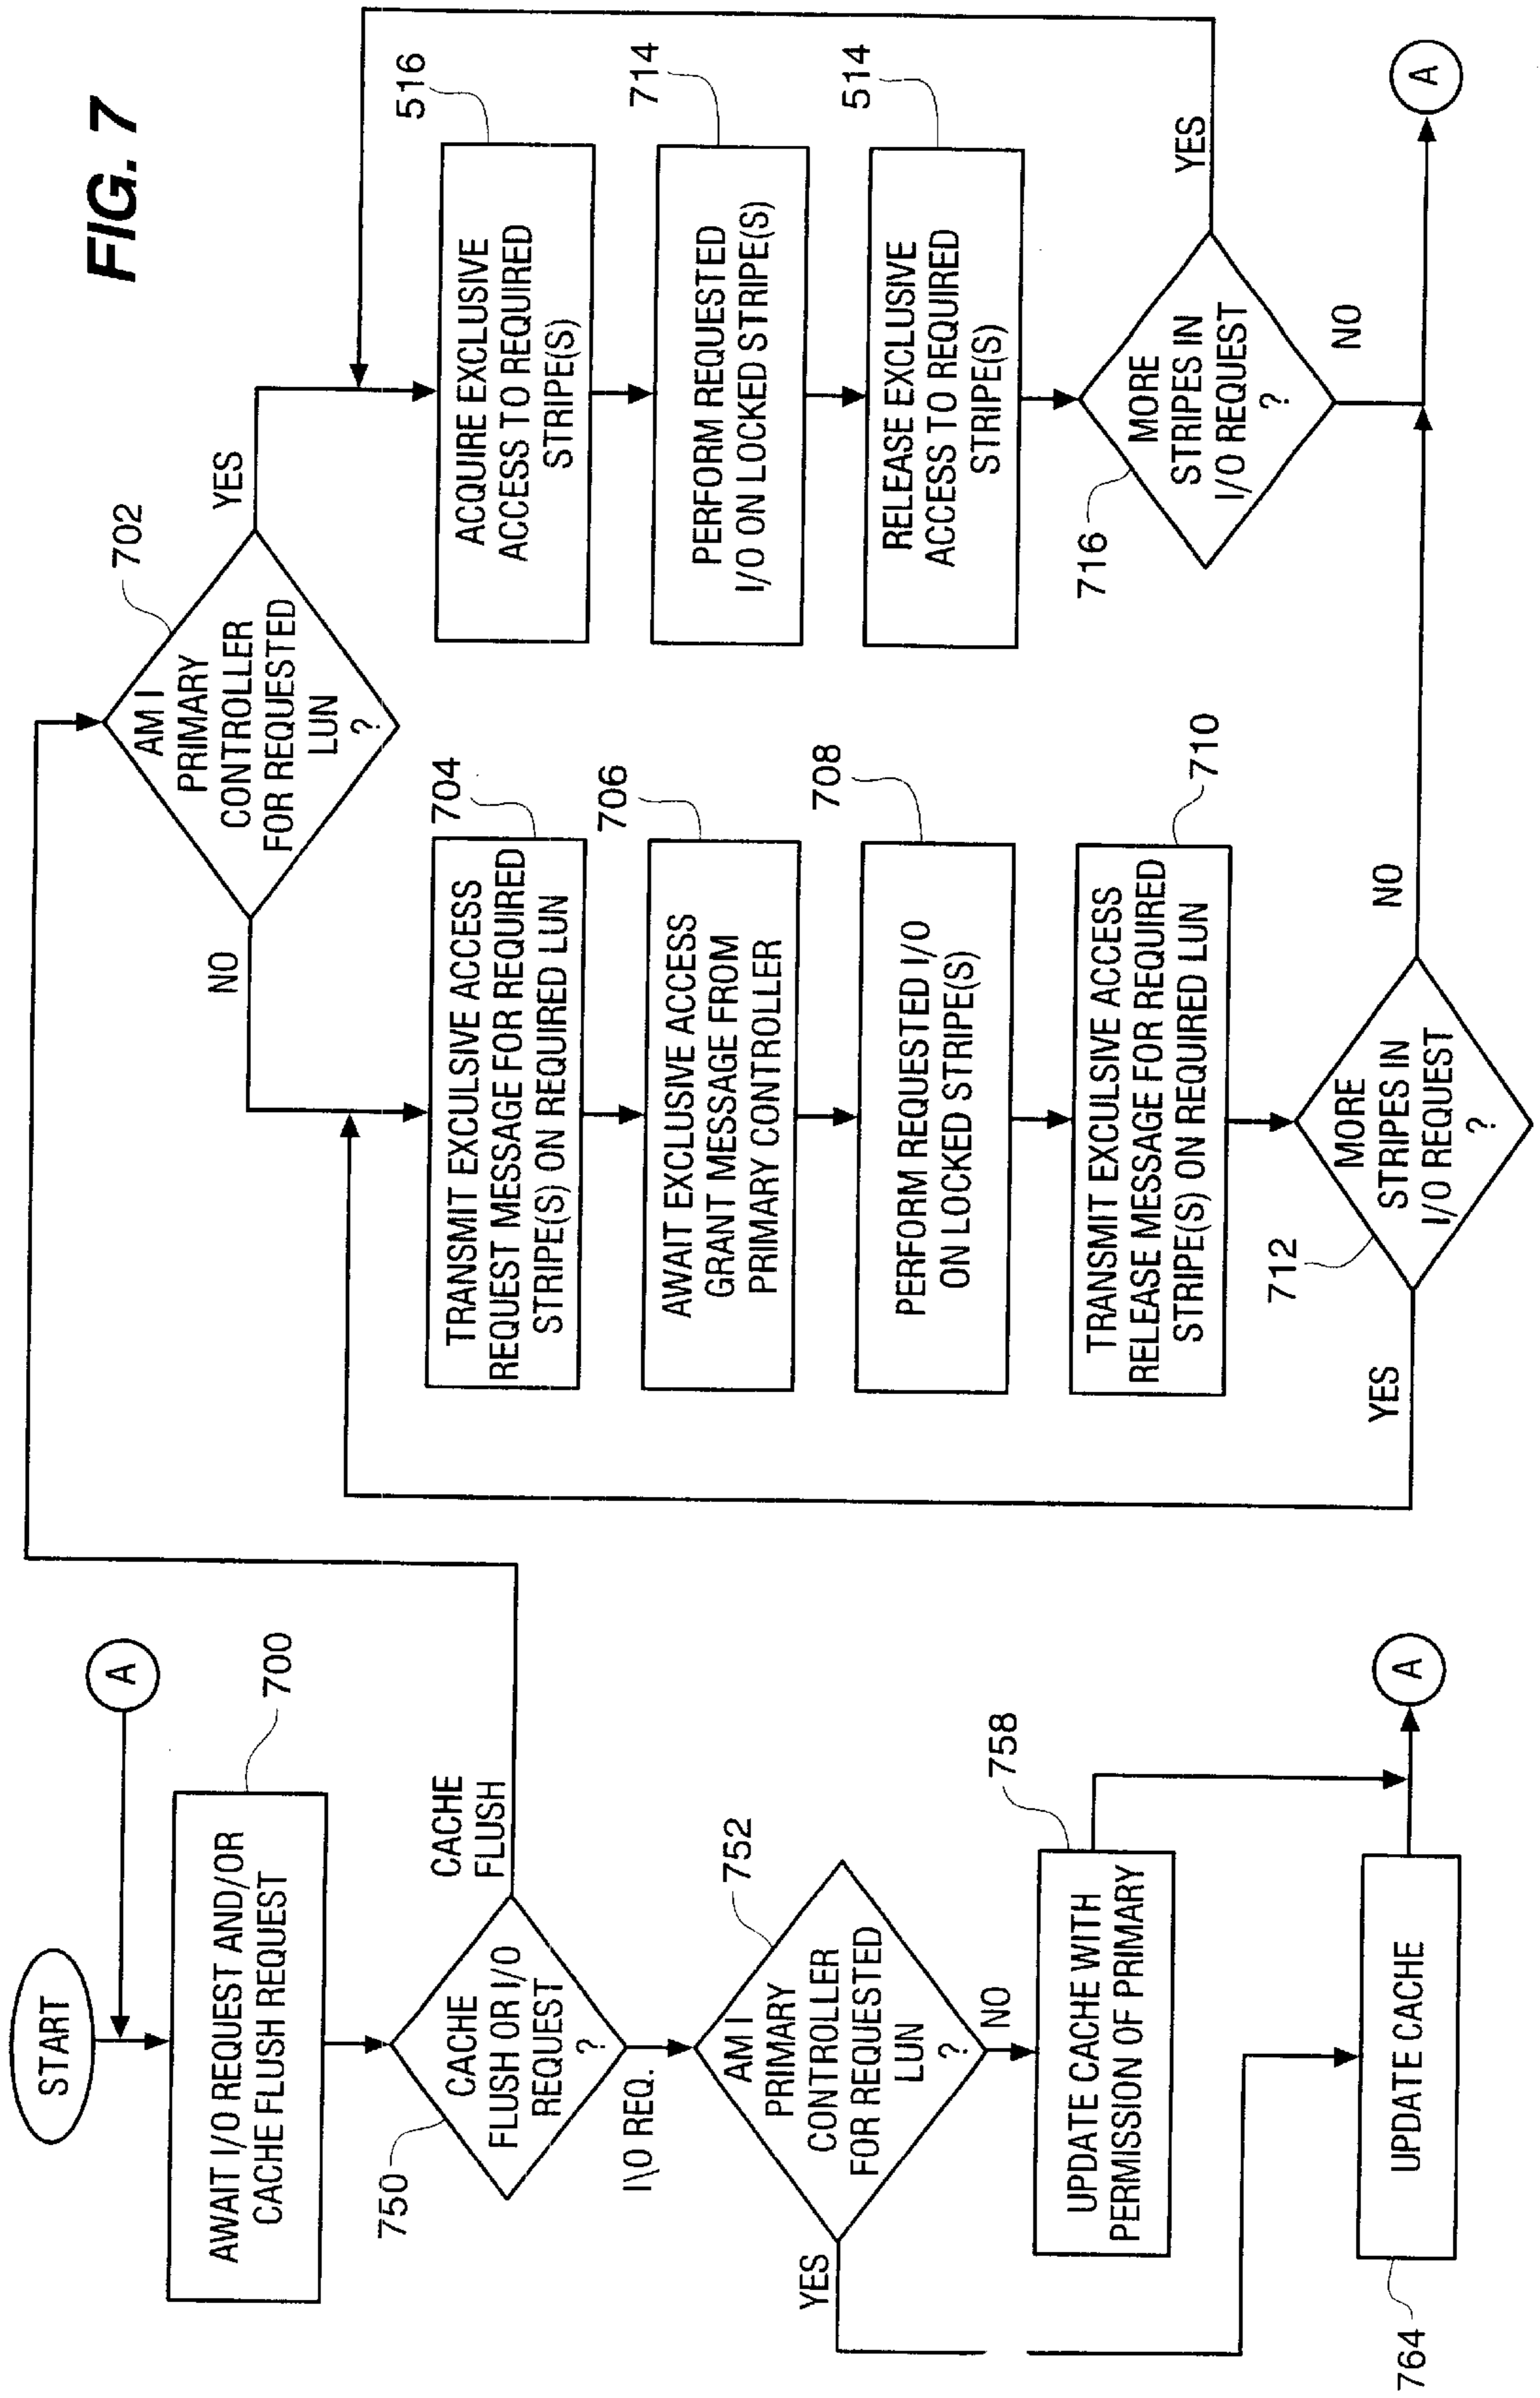 FIG. 7
START
A
AWAIT I/O REQUEST AND/OR
CACHE FLUSH REQUEST
700
CACHE
FLUSH OR I/O
REQUEST
?
750
CACHE
FLUSH
I\O REQ.
AM I
PRIMARY
CONTROLLER
FOR REQUESTED
LUN
?
752
YES
NO
UPDATE CACHE WITH
PERMISSION OF PRIMARY
758
UPDATE CACHE
764
A
AM I
PRIMARY
CONTROLLER
FOR REQUESTED
LUN
?
702
NO
YES
TRANSMIT EXCULSIVE ACCESS
REQUEST MESSAGE FOR REQUIRED
STRIPE(S) ON REQUIRED LUN
704
AWAIT EXCLUSIVE ACCESS
GRANT MESSAGE FROM
PRIMARY CONTROLLER
706
PERFORM REQUESTED I/O
ON LOCKED STRIPE(S)
708
TRANSMIT EXCULSIVE ACCESS
RELEASE MESSAGE FOR REQUIRED
STRIPE(S) ON REQUIRED LUN
710
MORE
STRIPES IN
I/O REQUEST
?
712
YES
NO
ACQUIRE EXCLUSIVE
ACCESS TO REQUIRED
STRIPE(S)
516
PERFORM REQUESTED
I/O ON LOCKED STRIPE(S)
714
RELEASE EXCLUSIVE
ACCESS TO REQUIRED
STRIPE(S)
514
MORE
STRIPES IN
I/O REQUEST
?
716
YES
NO
A